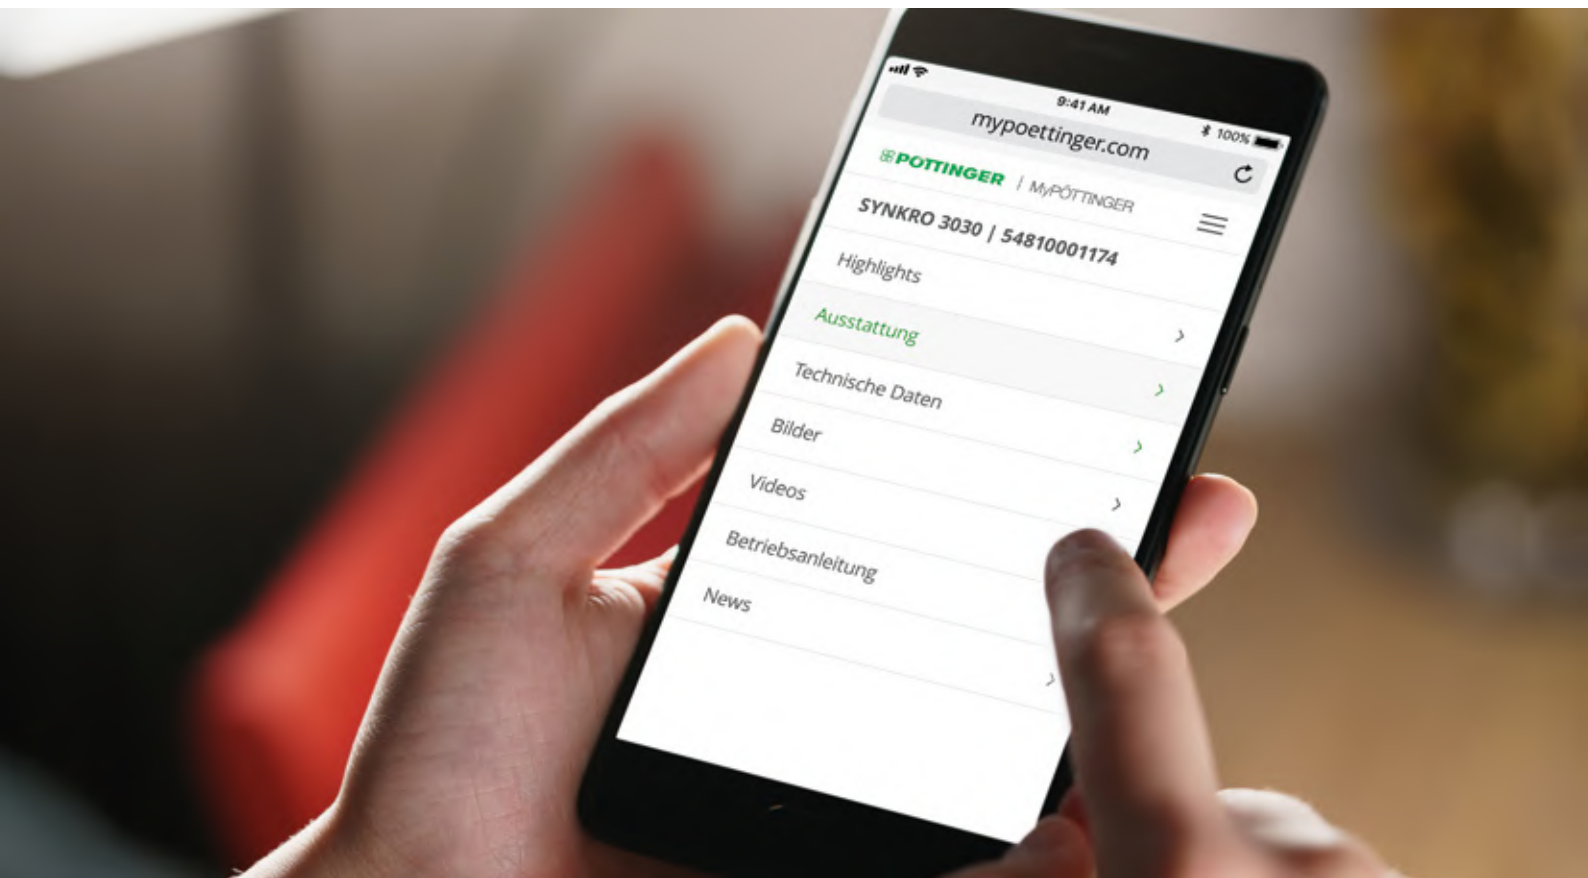 9:41 AM
100%
mypoettinger.com
PÖTTINGER | MyPÖTTINGER
SYNKRO 3030 | 54810001174
Highlights
Ausstattung
Technische Daten
Bilder
Videos
Betriebsanleitung
News